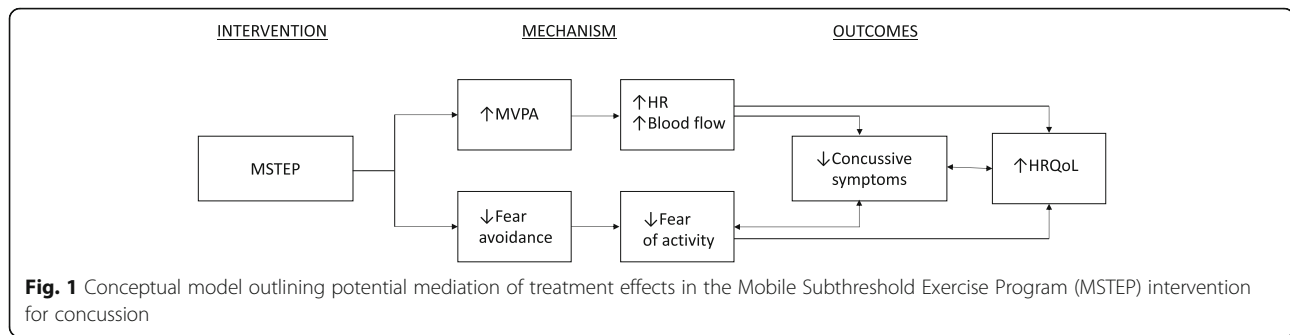 INTERVENTION
MECHANISM
OUTCOMES
MSTEP
↑MVPA
↑HR
↑Blood flow
↓Fear
avoidance
↓Fear
of activity
↓Concussive
symptoms
↑HRQoL
Fig. 1 Conceptual model outlining potential mediation of treatment effects in the Mobile Subthreshold Exercise Program (MSTEP) intervention
for concussion